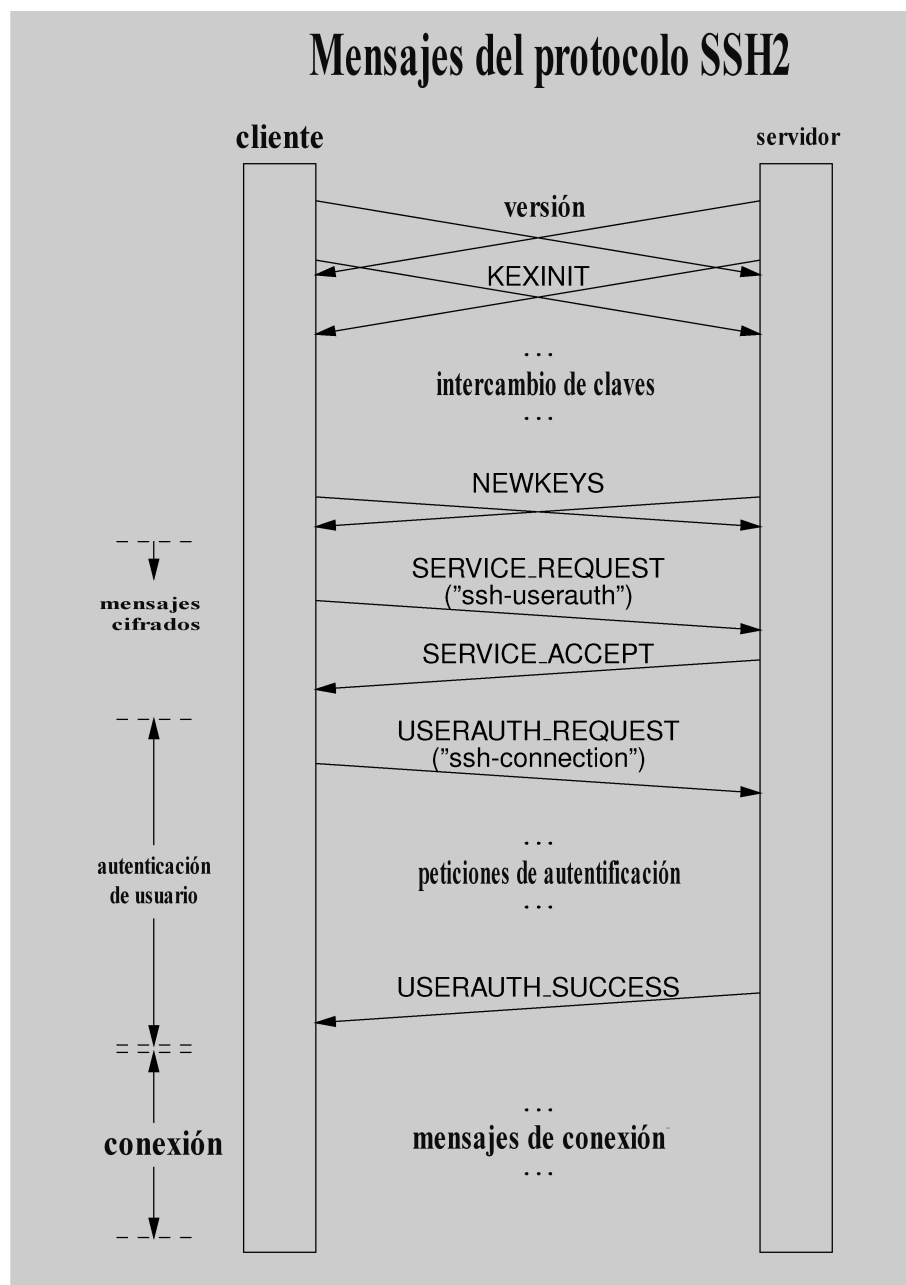 Mensajes del protocolo SSH2
cliente
servidor
versión
KEXINIT
. . .
intercambio de claves
. . .
NEWKEYS
SERVICE_REQUEST
("ssh-userauth")
mensajes
cifrados
SERVICE_ACCEPT
USERAUTH_REQUEST
("ssh-connection")
. . .
autenticación
de usuario
peticiones de autentificación
. . .
USERAUTH_SUCCESS
. . .
conexión
mensajes de conexión
. . .